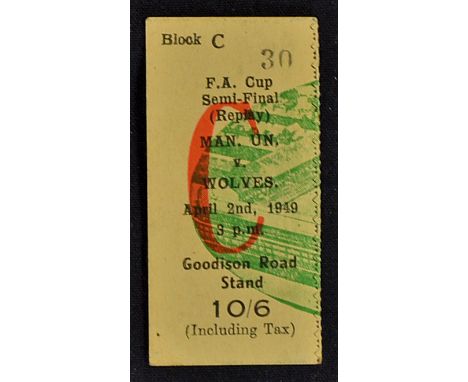 Block C
30
F.A. Cup
Semi-Final
(Replay)
MAN. UN.
v.
WOLVES.
April 2nd, 1949
3 p.m.
C
Goodison Road
Stand
10/6
(Including Tax)